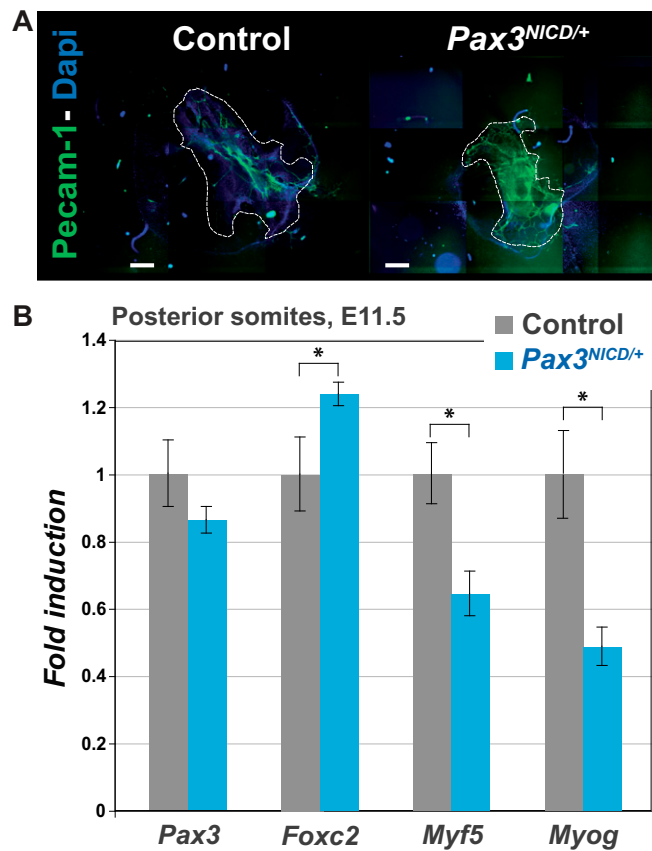 A
Control
Pax3NICD/+
Pecam-1 - Dapi
B
Posterior somites, E11.5
Control
Pax3NICD/+
Fold induction
1.4
1.2
1
0.8
0.6
0.4
0.2
0
*
*
*
Pax3 Foxc2 Myf5 Myog